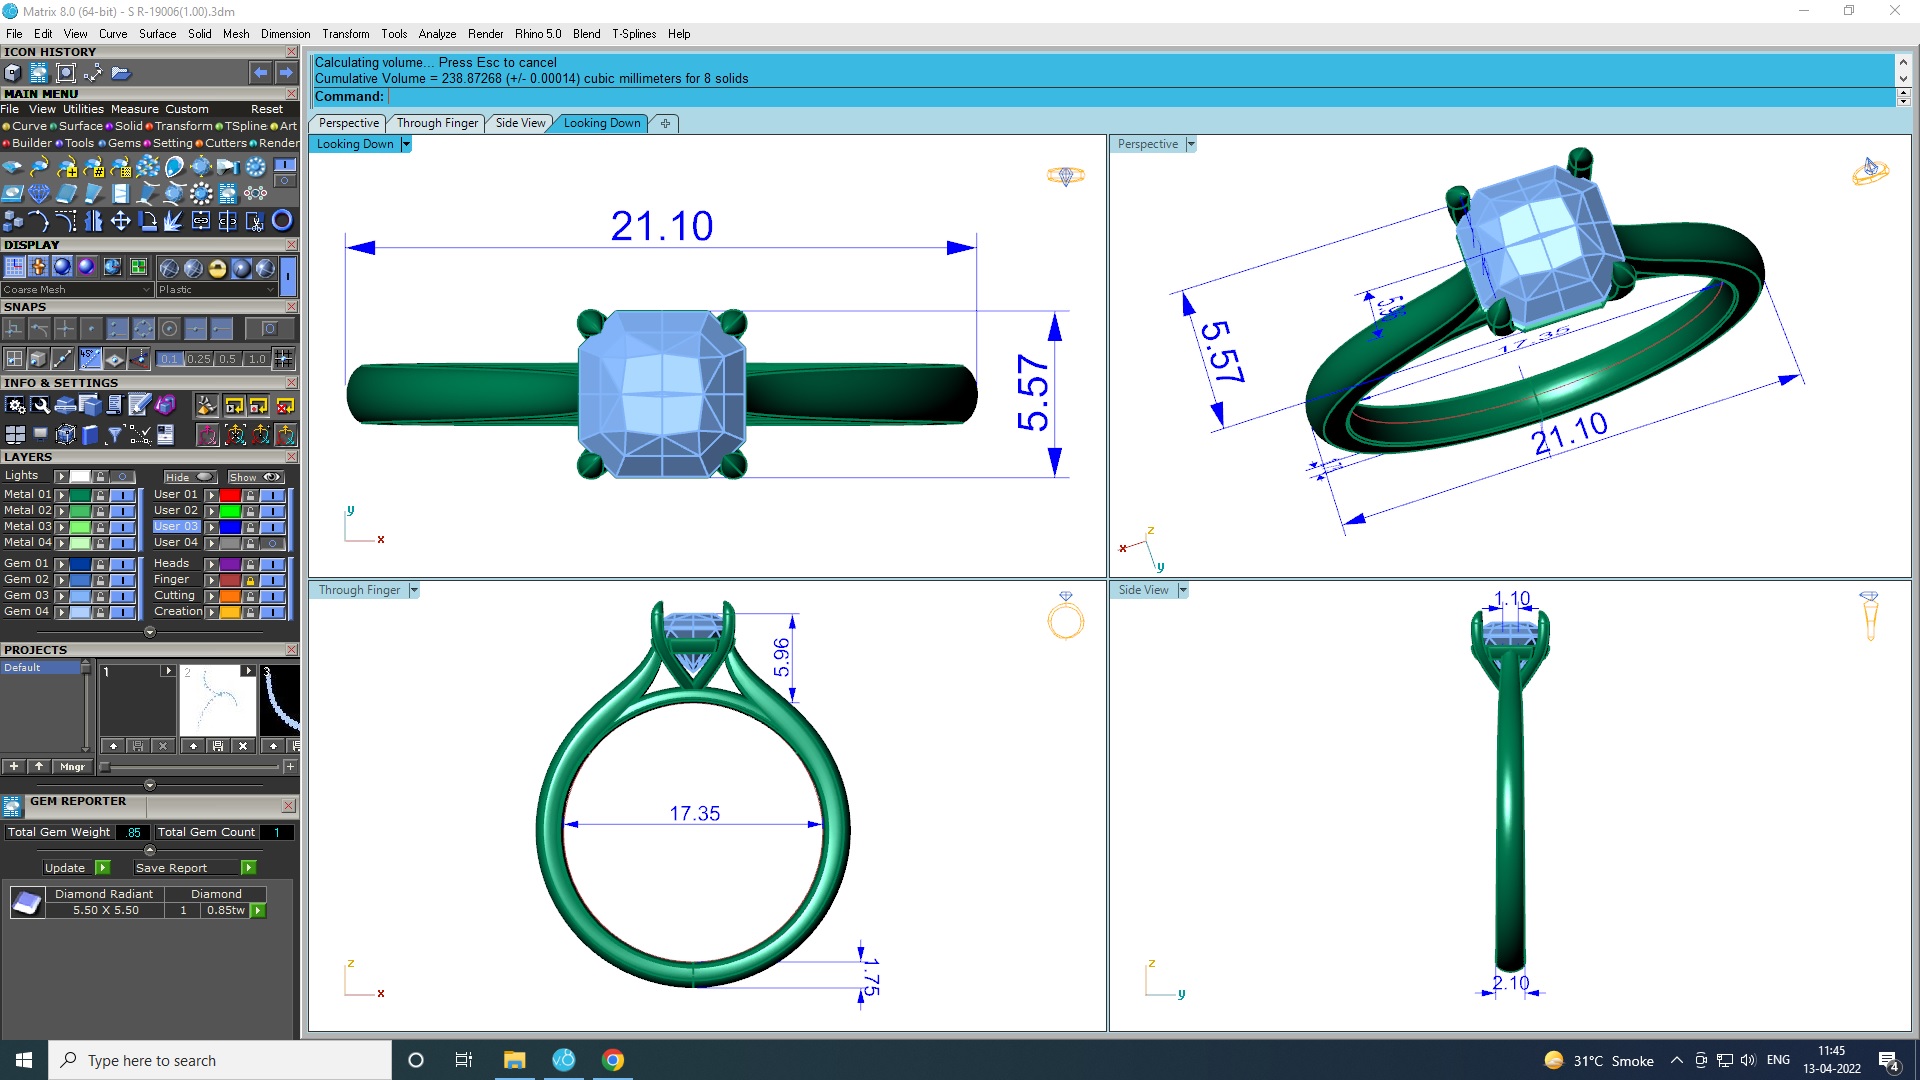 Matrix 8.0 (64-bit) - S R-19006(1.00).3dm
File Edit View Curve Surface Solid Mesh Dimension Transform Tools Analyze Render Rhino 5.0 Blend T-Splines Help
ICON HISTORY
MAIN MENU
File View Utilities Measure Custom Reset
Curve Surface Solid Transform TSpline Art
Builder Tools Gems Setting Cutters Render
DISPLAY
Coarse Mesh Plastic
SNAPS
45° 0.1 0.25 0.5 1.0
INFO & SETTINGS
LAYERS
Lights Hide Show
Metal 01 User 01
Metal 02 User 02
Metal 03 User 03
Metal 04 User 04
Gem 01 Heads
Gem 02 Finger
Gem 03 Cutting
Gem 04 Creation
PROJECTS
Default 1 2 3
Mngr
GEM REPORTER
Total Gem Weight .85 Total Gem Count 1
Update Save Report
Diamond Radiant Diamond
5.50 X 5.50 1 0.85tw
Calculating volume... Press Esc to cancel
Cumulative Volume = 238.87268 (+/- 0.00014) cubic millimeters for 8 solids
Command:
Perspective Through Finger Side View Looking Down
Looking Down
21.10
5.57
y
x
Perspective
5.57
17.35
21.10
z
x
y
Through Finger
5.96
17.35
1.75
z
x
Side View
1.10
2.10
z
y
Type here to search
31°C Smoke ENG 11:45
13-04-2022
4